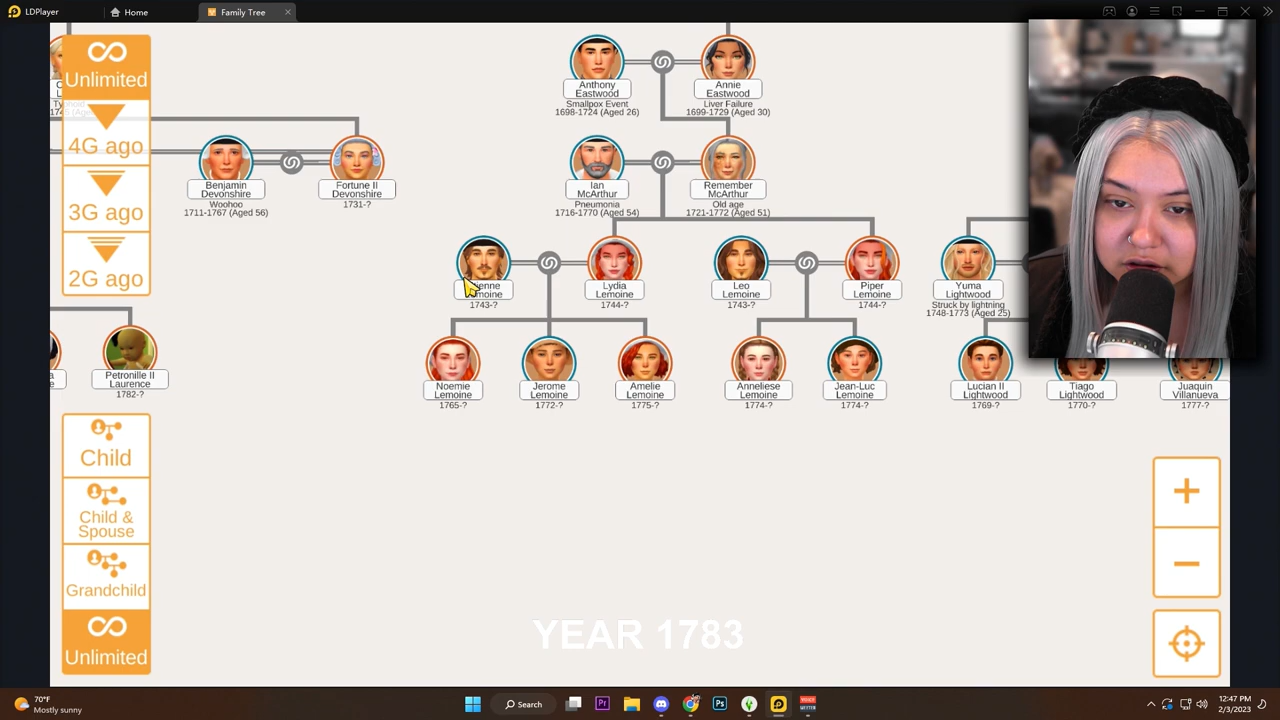 LDPlayer
Home
Family Tree
Unlimited
4G ago
3G ago
2G ago
Anthony
Eastwood
Smallpox Event
1698-1724 (Aged 26)
Annie
Eastwood
Liver Failure
1699-1729 (Aged 30)
Benjamin
Devonshire
Woohoo
1711-1767 (Aged 56)
Fortune II
Devonshire
1731-?
Ian
McArthur
Pneumonia
1716-1770 (Aged 54)
Remember
McArthur
Old age
1721-1772 (Aged 51)
1743-?
Lydia
Lemoine
1744-?
Leo
Lemoine
1743-?
Piper
Lemoine
1744-?
Yuma
Lightwood
Struck by lightning
1748-1773 (Aged 25)
Petronille II
Laurence
1782-?
Noemie
Lemoine
1765-?
Jerome
Lemoine
1772-?
Amelie
Lemoine
1775-?
Anneliese
Lemoine
1774-?
Jean-Luc
Lemoine
1774-?
Lucian II
Lightwood
1769-?
Tiago
Lightwood
1770-?
Juaquin
Villanueva
1777-?
Child
Child &
Spouse
Grandchild
Unlimited
YEAR 1783
70°F
Mostly sunny
Search
12:47 PM
2/3/2023